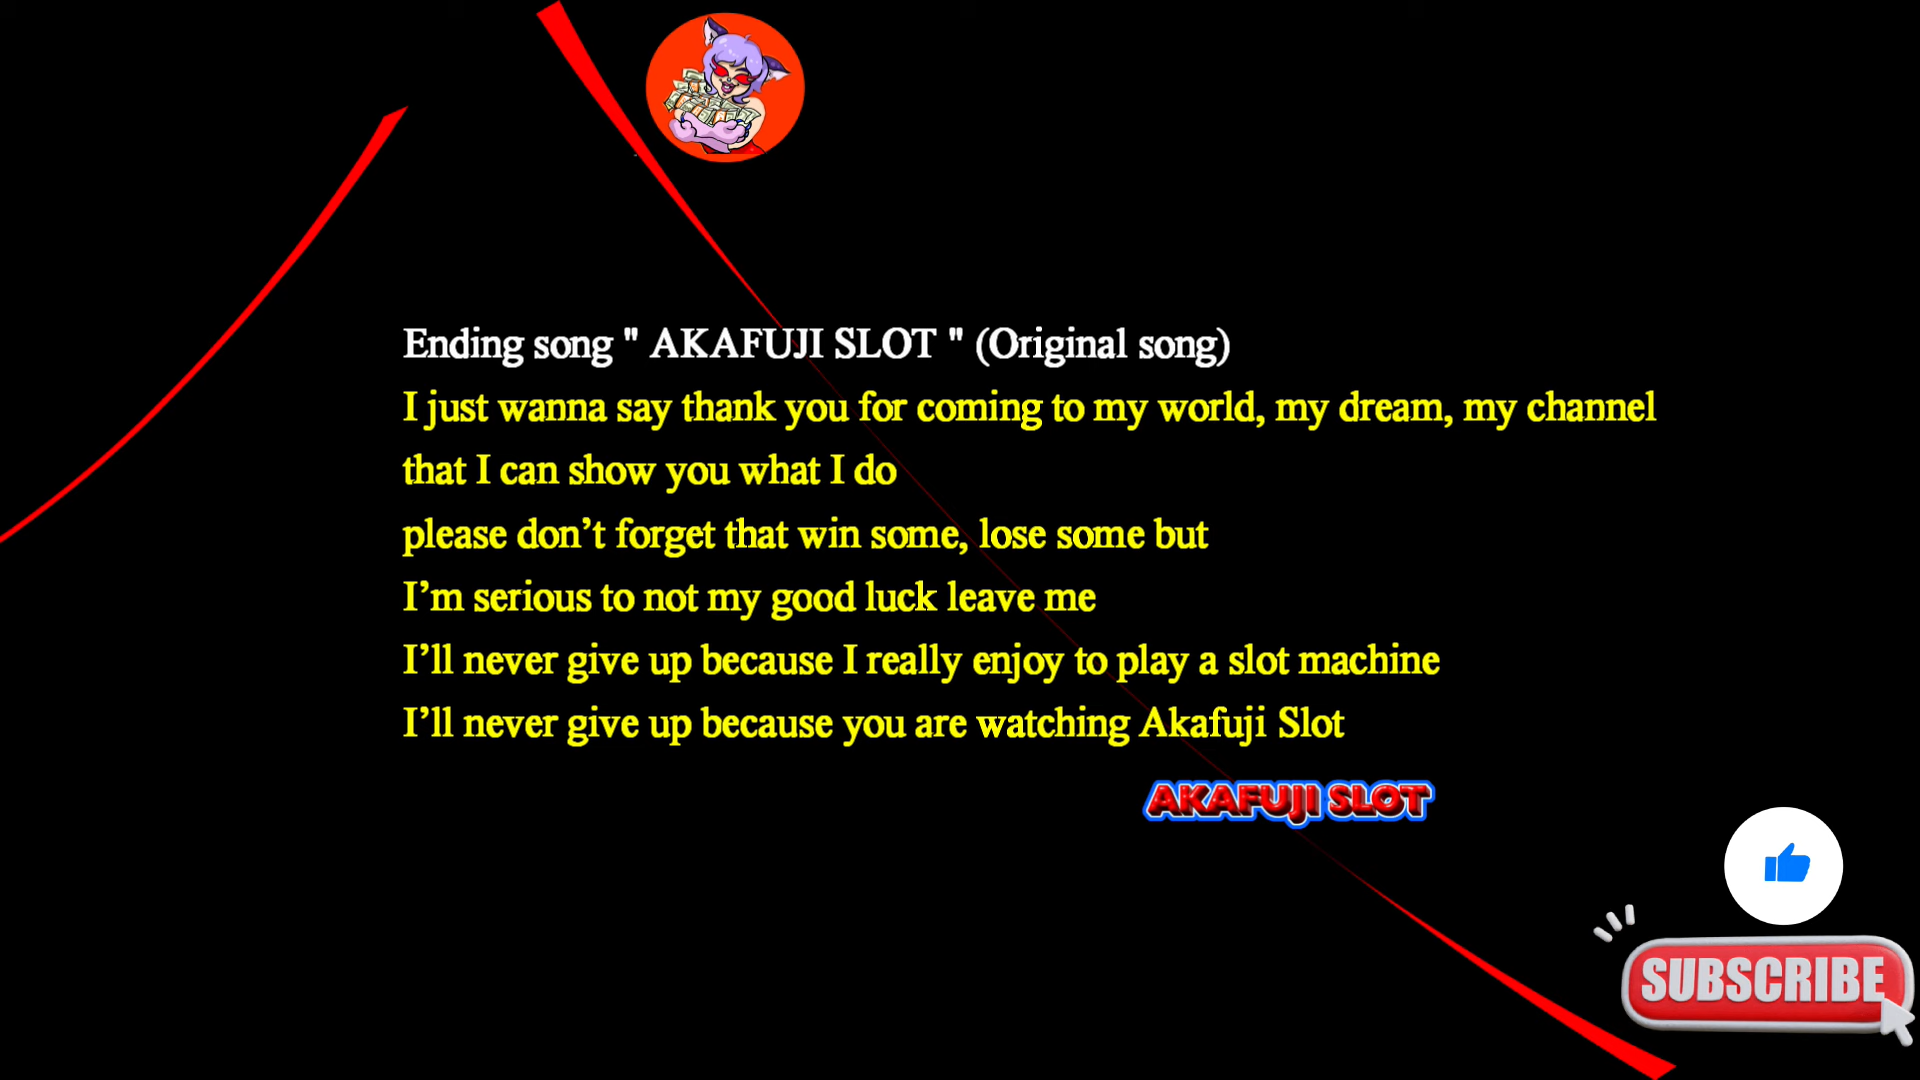 Ending song " AKAFUJI SLOT " (Original song)
I just wanna say thank you for coming to my world, my dream, my channel
that I can show you what I do
please don’t forget that win some, lose some but
I’m serious to not my good luck leave me
I’ll never give up because I really enjoy to play a slot machine
I’ll never give up because you are watching Akafuji Slot
AKAFUJI SLOT
SUBSCRIBE